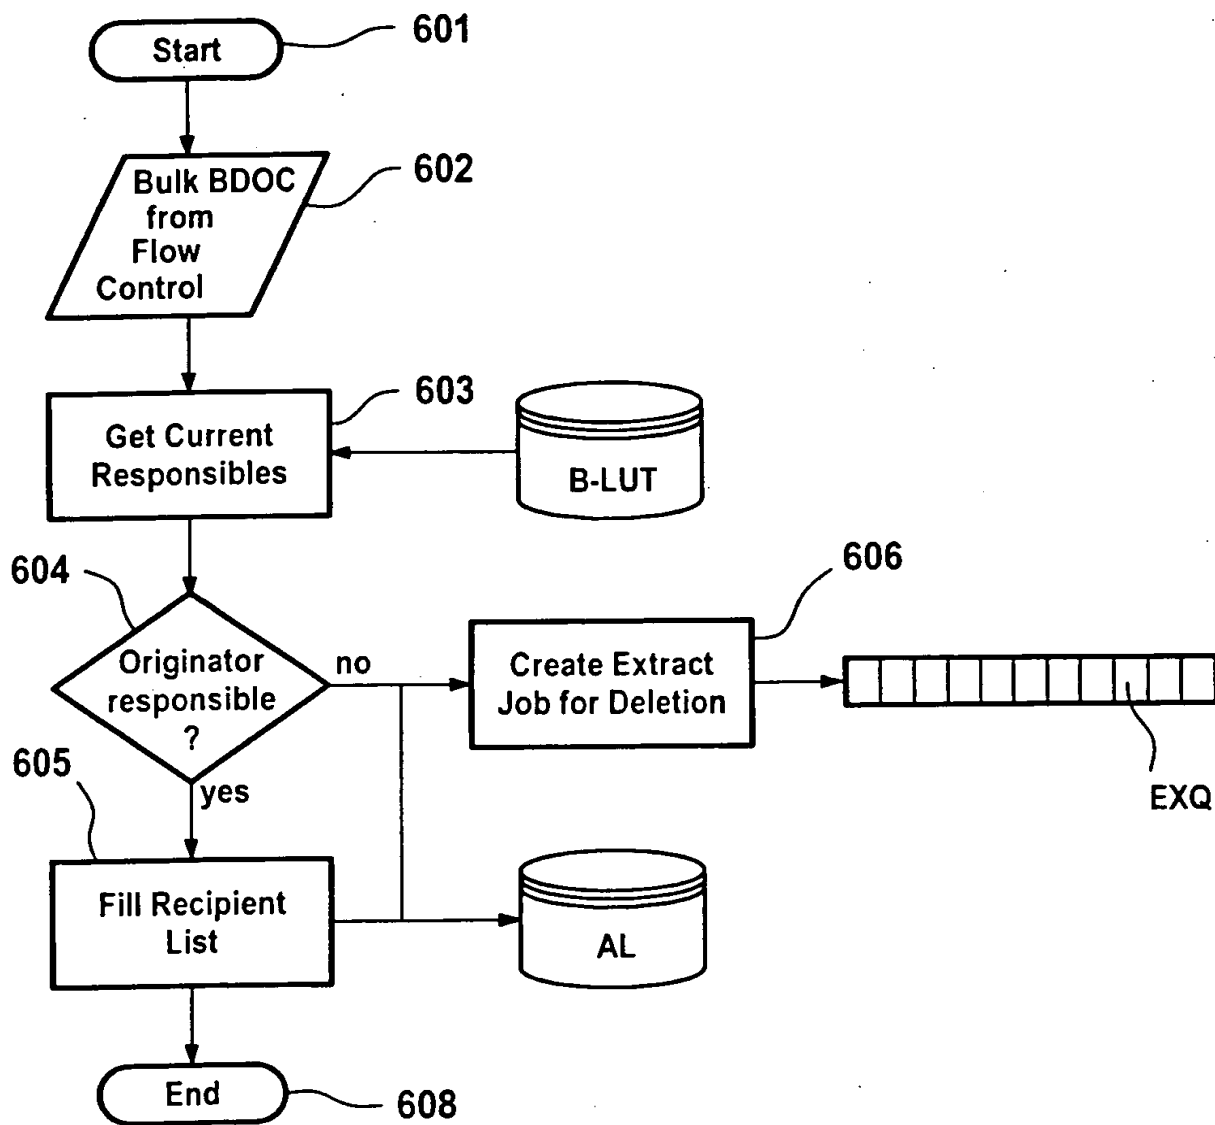 Start
601
Bulk BDOC
from
Flow
Control
602
Get Current
Responsibles
603
B-LUT
604
Originator
responsible
?
no
yes
606
Create Extract
Job for Deletion
EXQ
605
Fill Recipient
List
AL
End
608